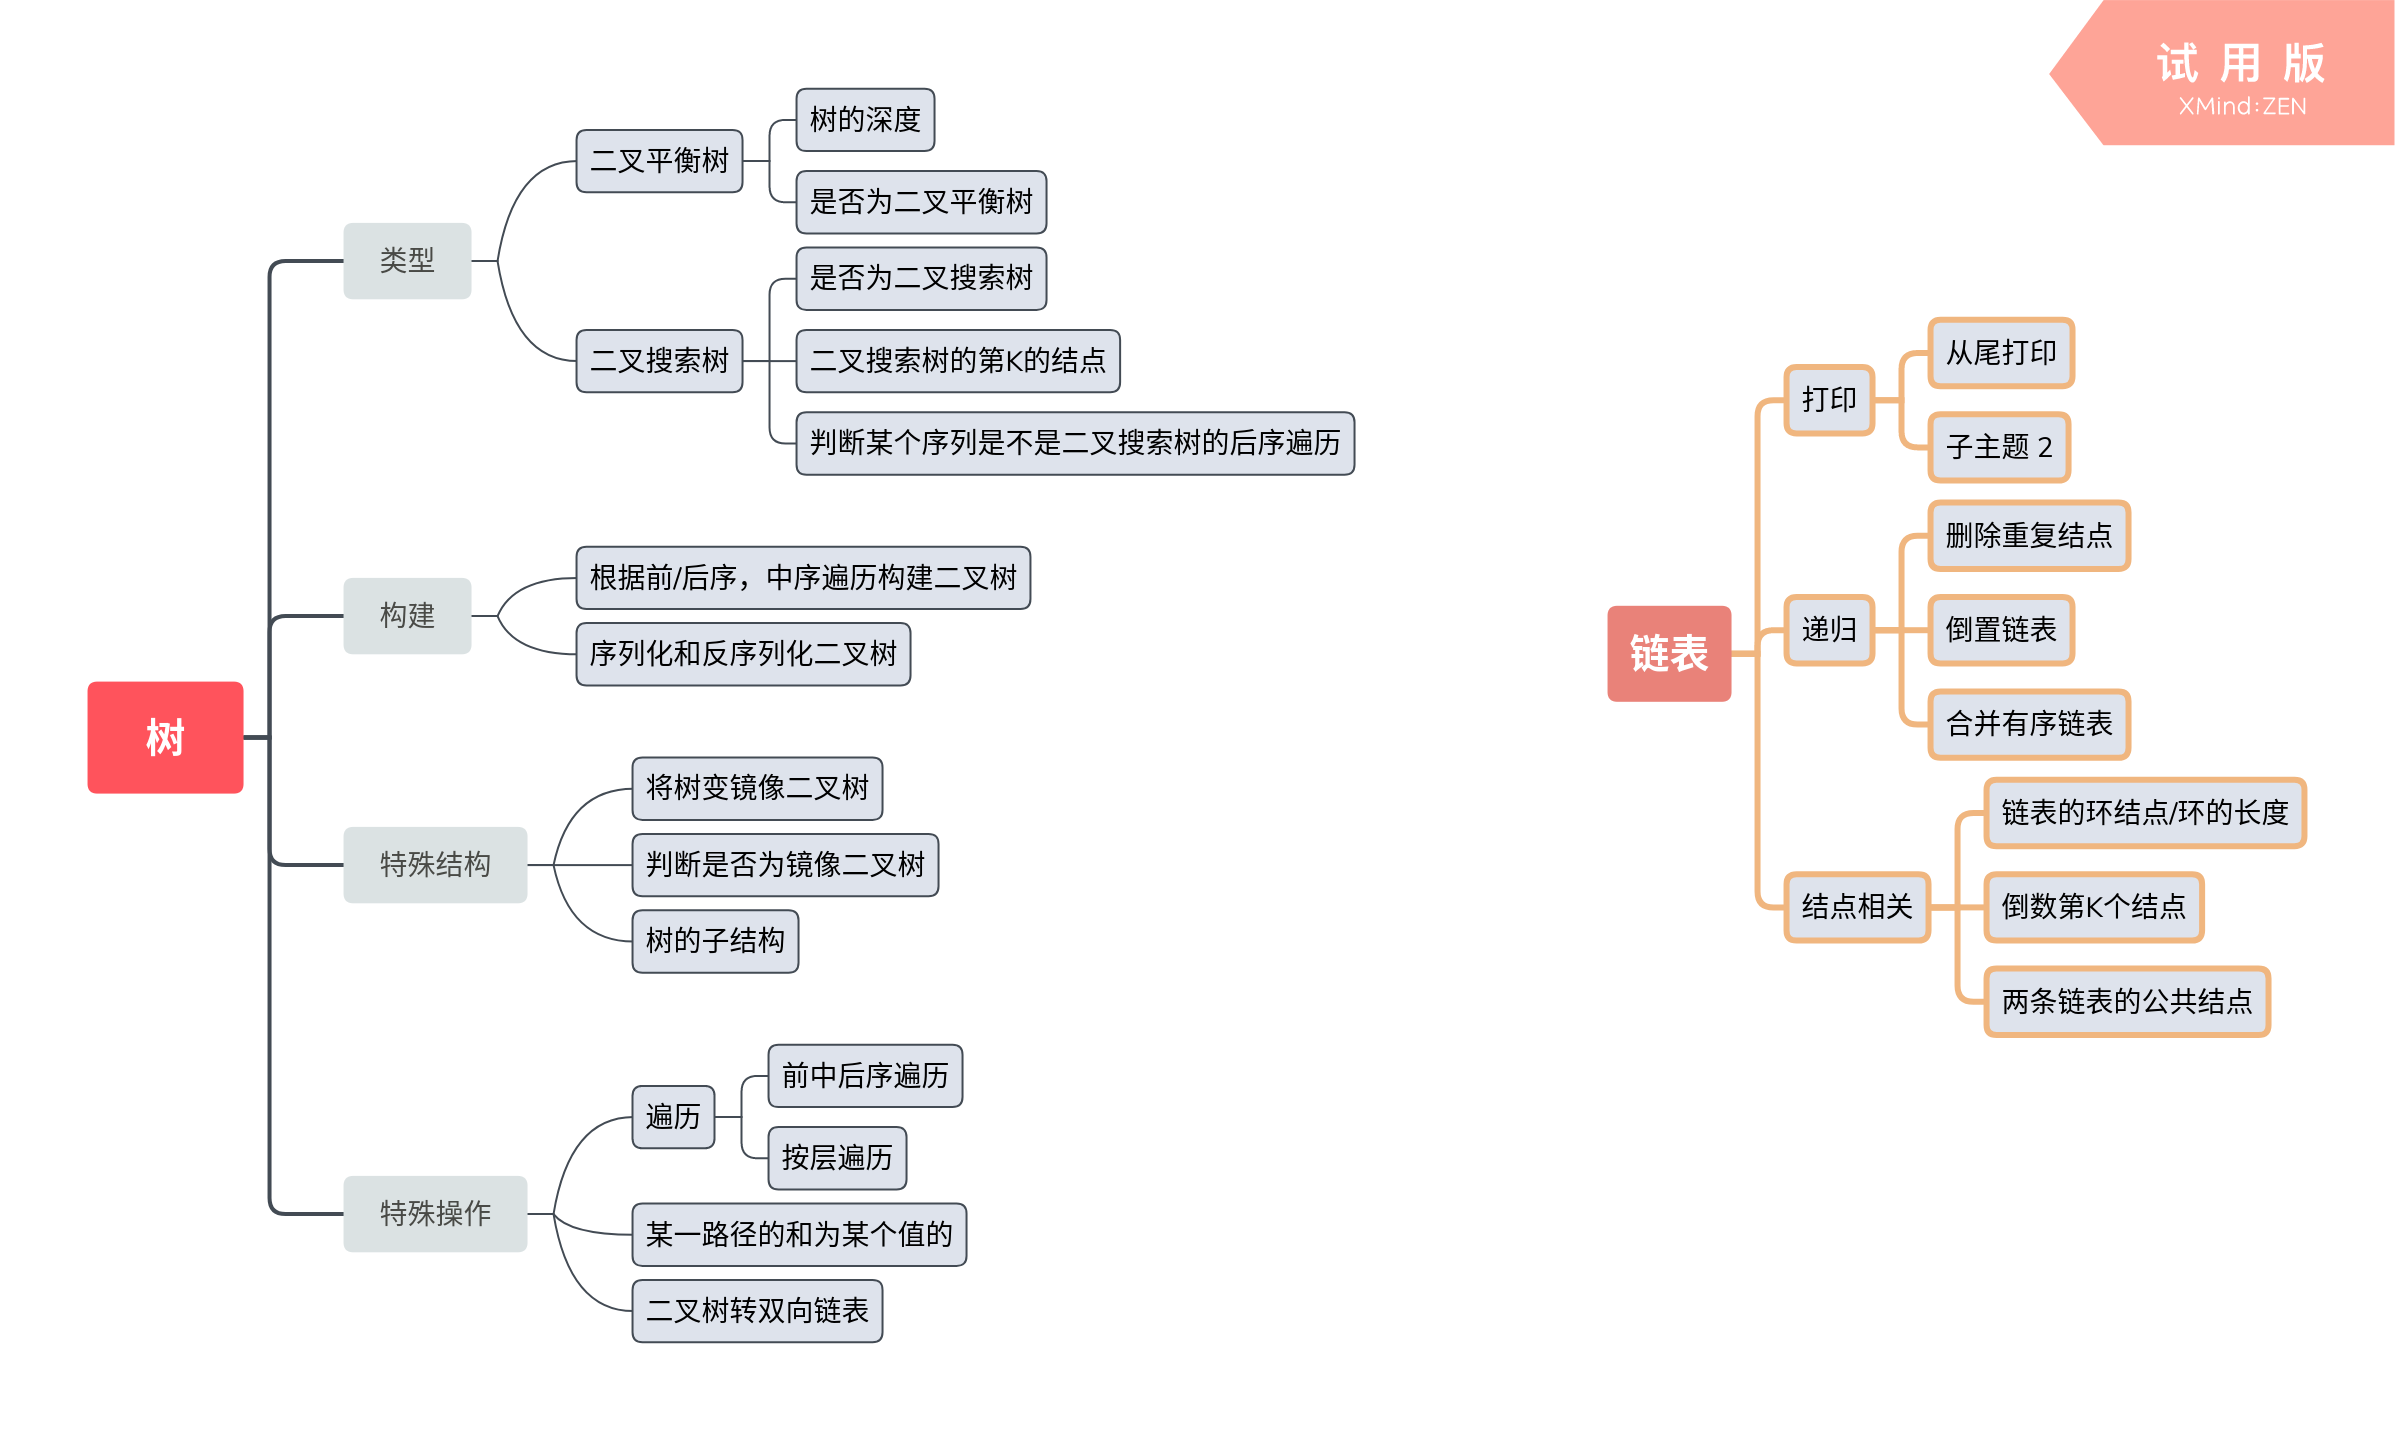 试用版
XMind:ZEN
树
类型
二叉平衡树
树的深度
是否为二叉平衡树
二叉搜索树
是否为二叉搜索树
二叉搜索树的第K的结点
判断某个序列是不是二叉搜索树的后序遍历
构建
根据前/后序，中序遍历构建二叉树
序列化和反序列化二叉树
特殊结构
将树变镜像二叉树
判断是否为镜像二叉树
树的子结构
特殊操作
遍历
前中后序遍历
按层遍历
某一路径的和为某个值的
二叉树转双向链表
链表
打印
从尾打印
子主题 2
递归
删除重复结点
倒置链表
合并有序链表
结点相关
链表的环结点/环的长度
倒数第K个结点
两条链表的公共结点